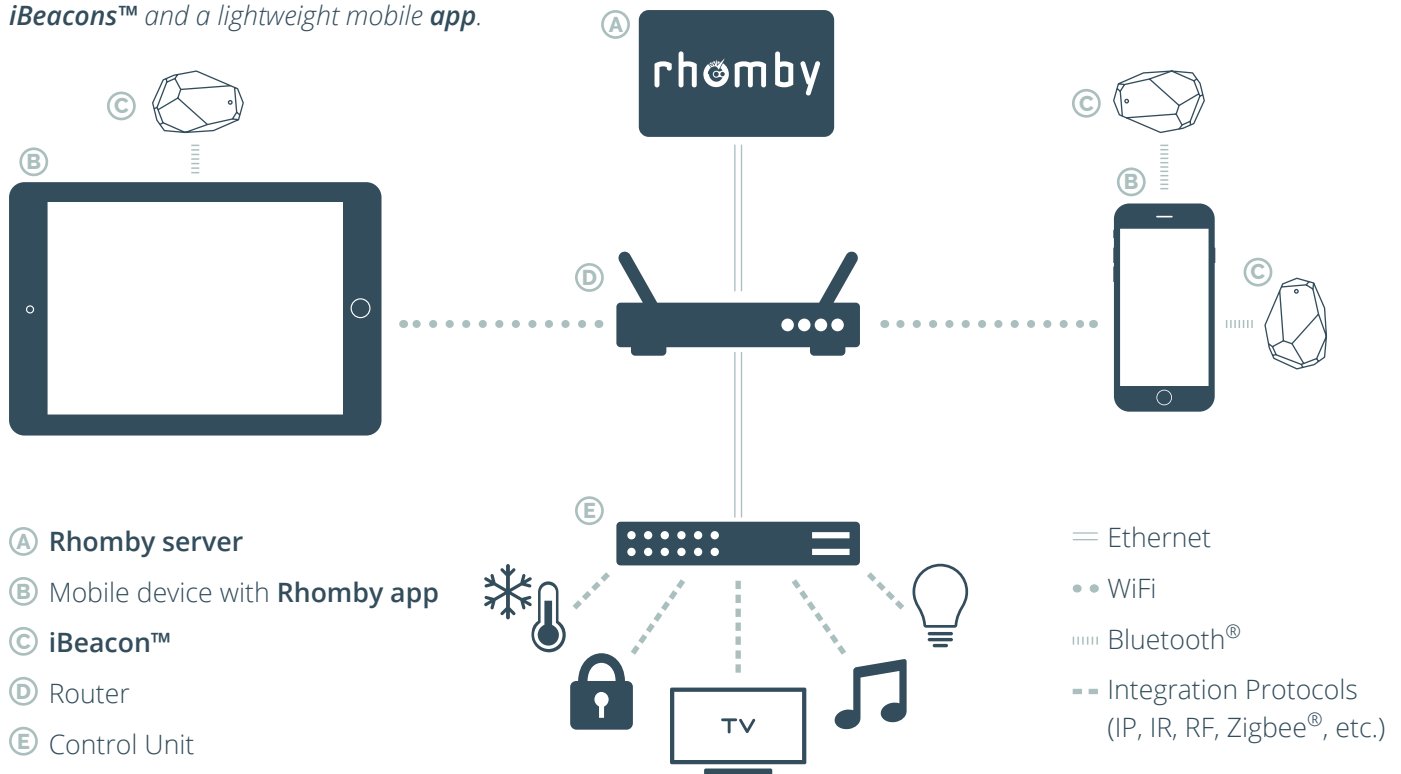 iBeacons™ and a lightweight mobile app.
A
rhomby
C
C
B
B
D
C
E
A Rhomby server
B Mobile device with Rhomby app
C iBeacon™
D Router
E Control Unit
TV
Ethernet
WiFi
Bluetooth®
Integration Protocols
(IP, IR, RF, Zigbee®, etc.)